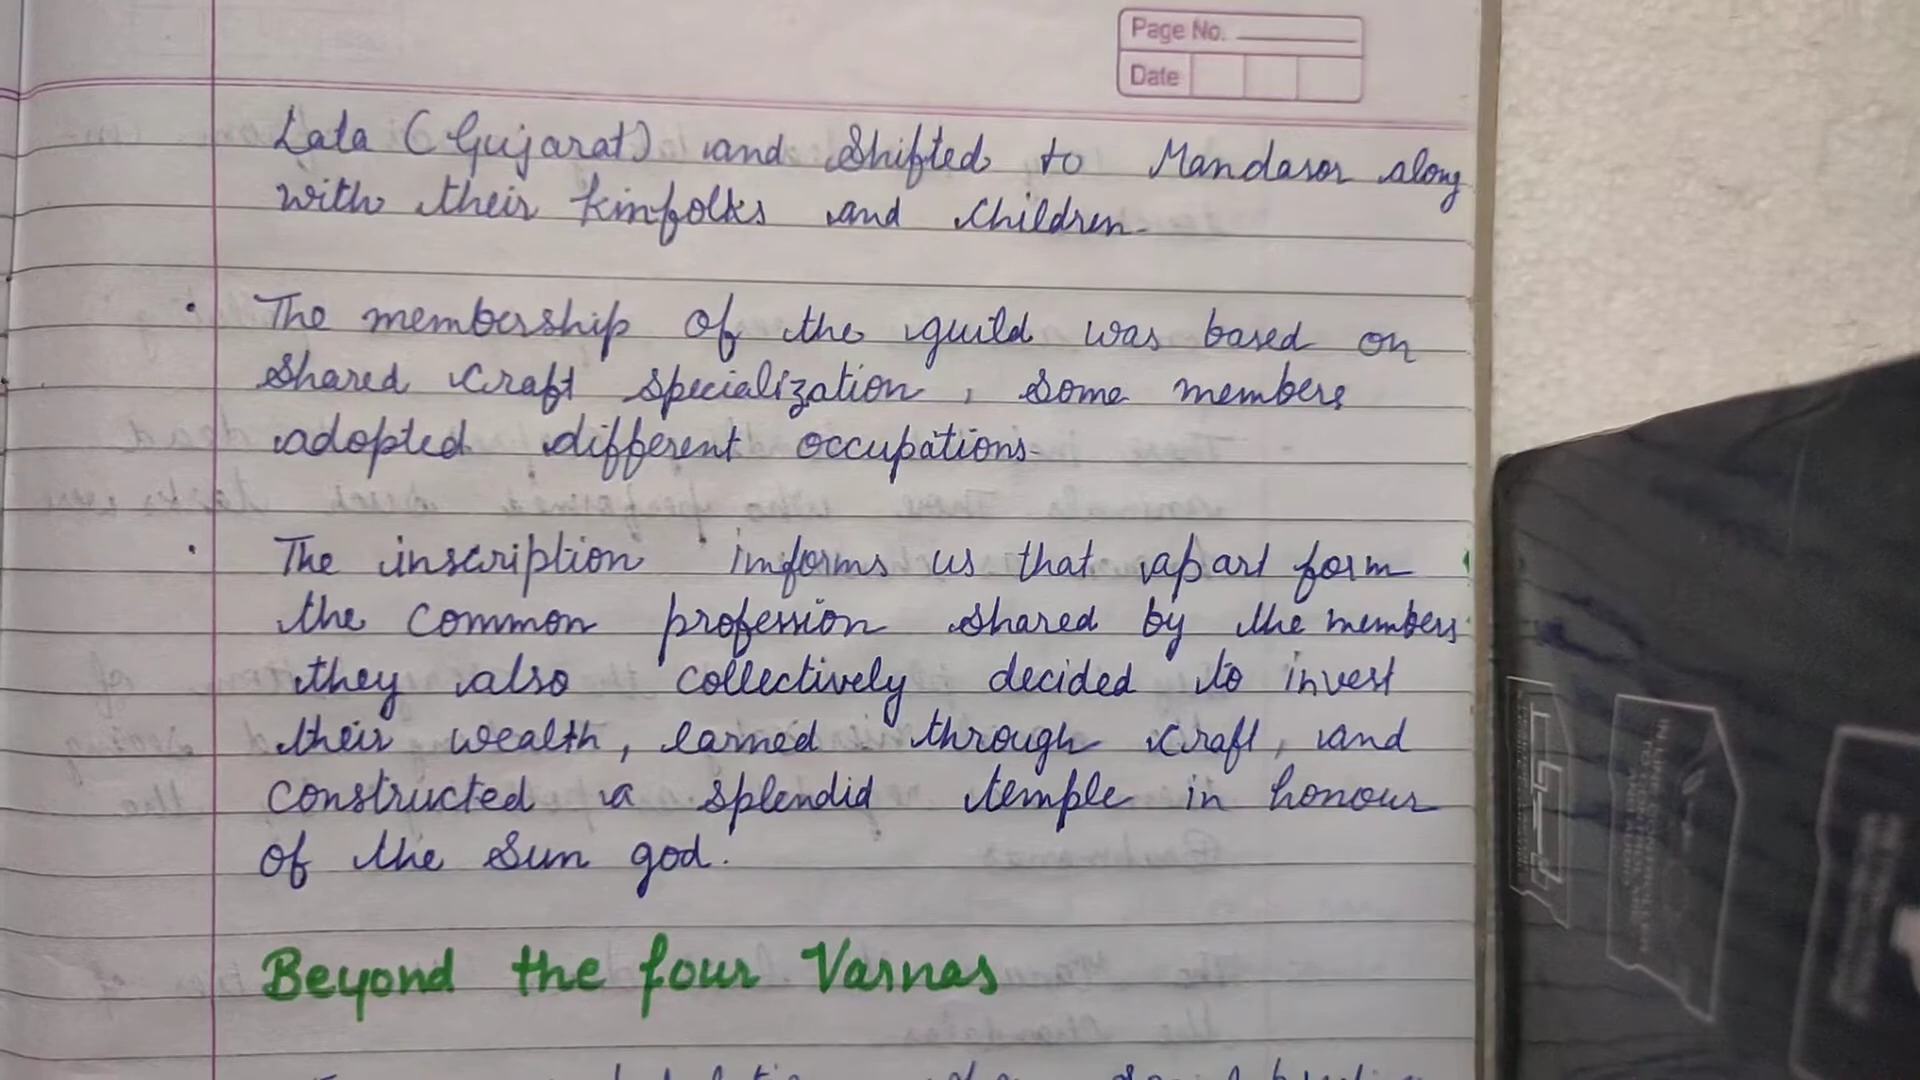 Page No.
Date
Lata (Gujarat) and Shifted to Mandasor along
with their kinfolks and children.
• The membership of the guild was based on
shared craft specialization, some members
adopted different occupations.
• The inscription informs us that apart form
the common profession shared by the members
they also collectively decided to invest
their wealth, earned through craft, and
constructed a splendid temple in honour
of the Sun god.
Beyond the four Varnas